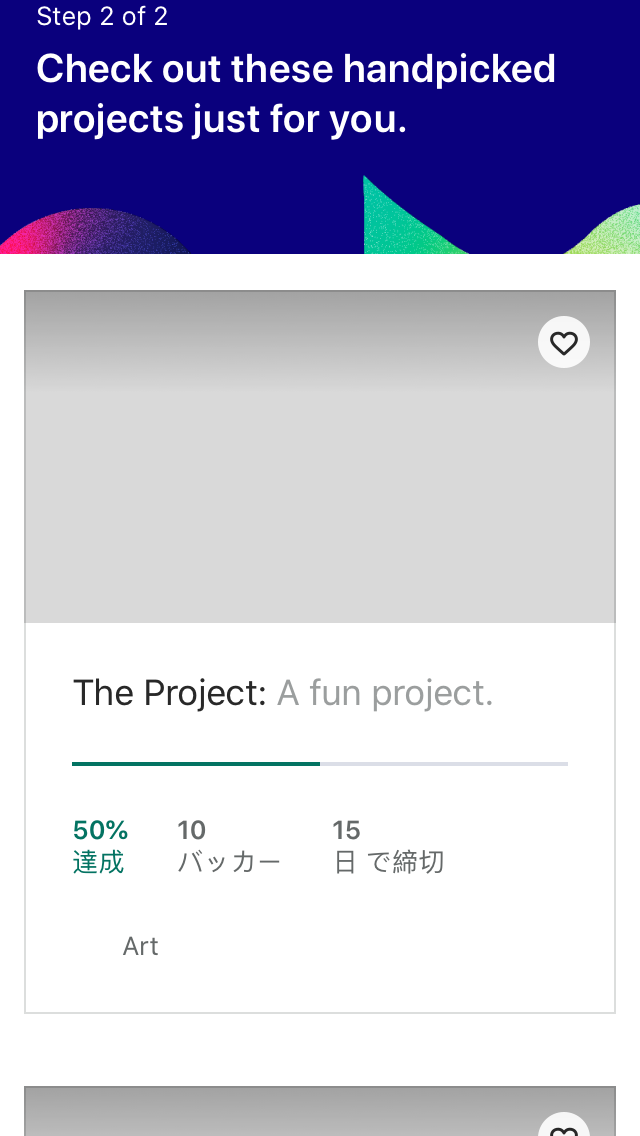 Step 2 of 2
Check out these handpicked
projects just for you.
The Project: A fun project.
50% 10 15
達成 バッカー 日 で締切
Art